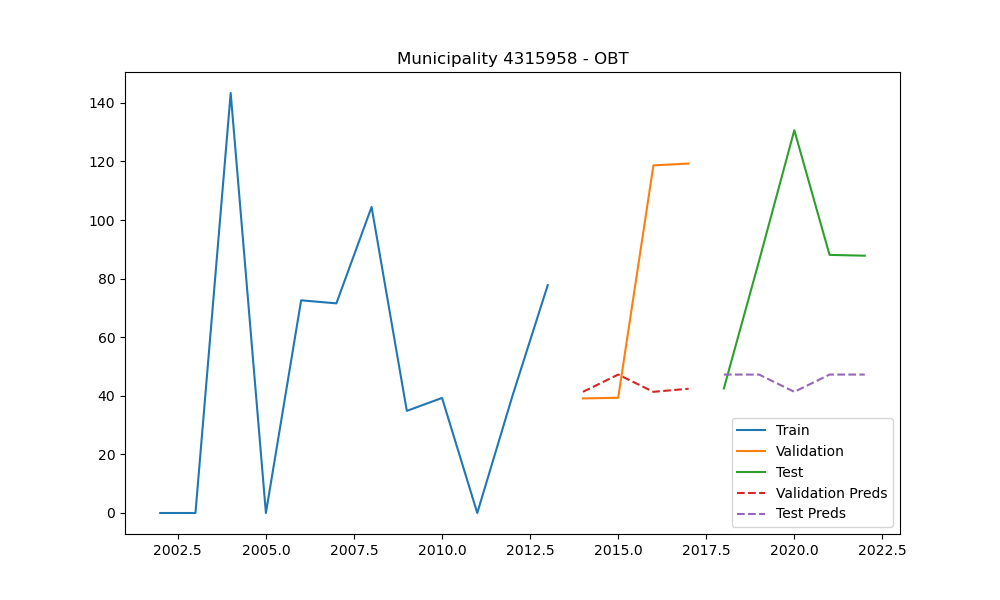 Municipality 4315958 - OBT
140
120
100
80
60
40
20
0
2002.5 2005.0 2007.5 2010.0 2012.5 2015.0 2017.5 2020.0 2022.5
Train
Validation
Test
Validation Preds
Test Preds